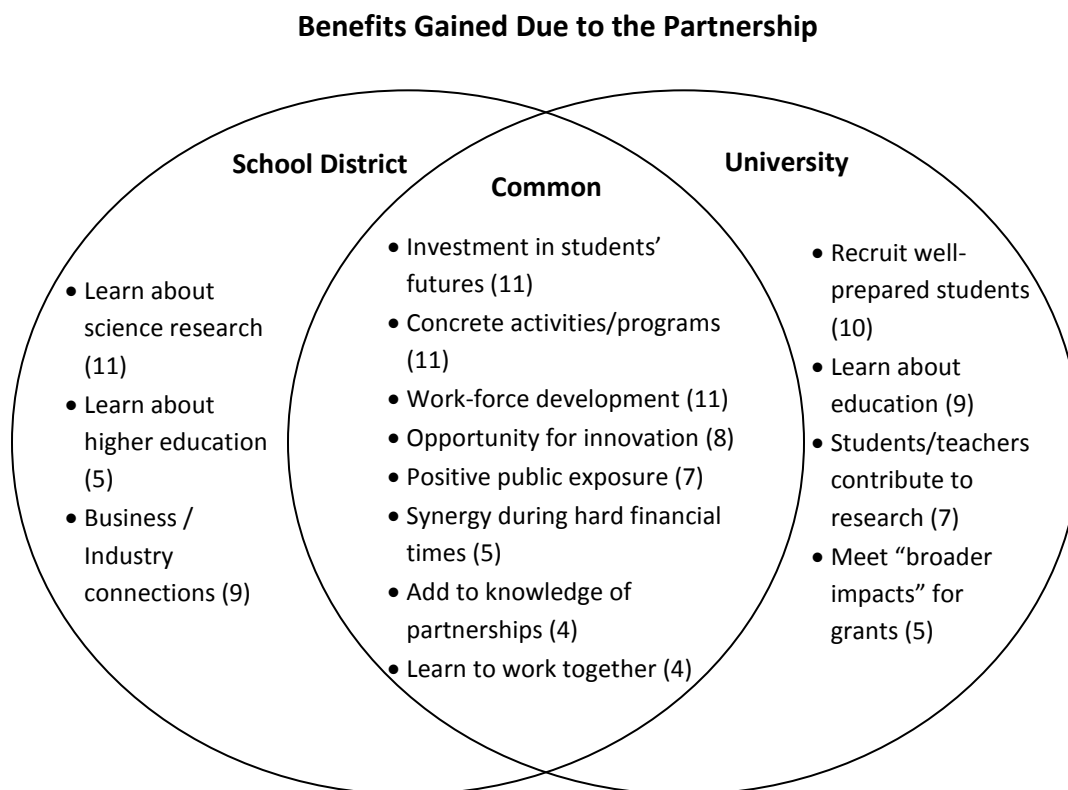 Benefits Gained Due to the Partnership
School District
• Learn about
science research
(11)
• Learn about
higher education
(5)
• Business /
Industry
connections (9)
Common
• Investment in students’
futures (11)
• Concrete activities/programs
(11)
• Work-force development (11)
• Opportunity for innovation (8)
• Positive public exposure (7)
• Synergy during hard financial
times (5)
• Add to knowledge of
partnerships (4)
• Learn to work together (4)
University
• Recruit well-
prepared students
(10)
• Learn about
education (9)
• Students/teachers
contribute to
research (7)
• Meet “broader
impacts” for
grants (5)